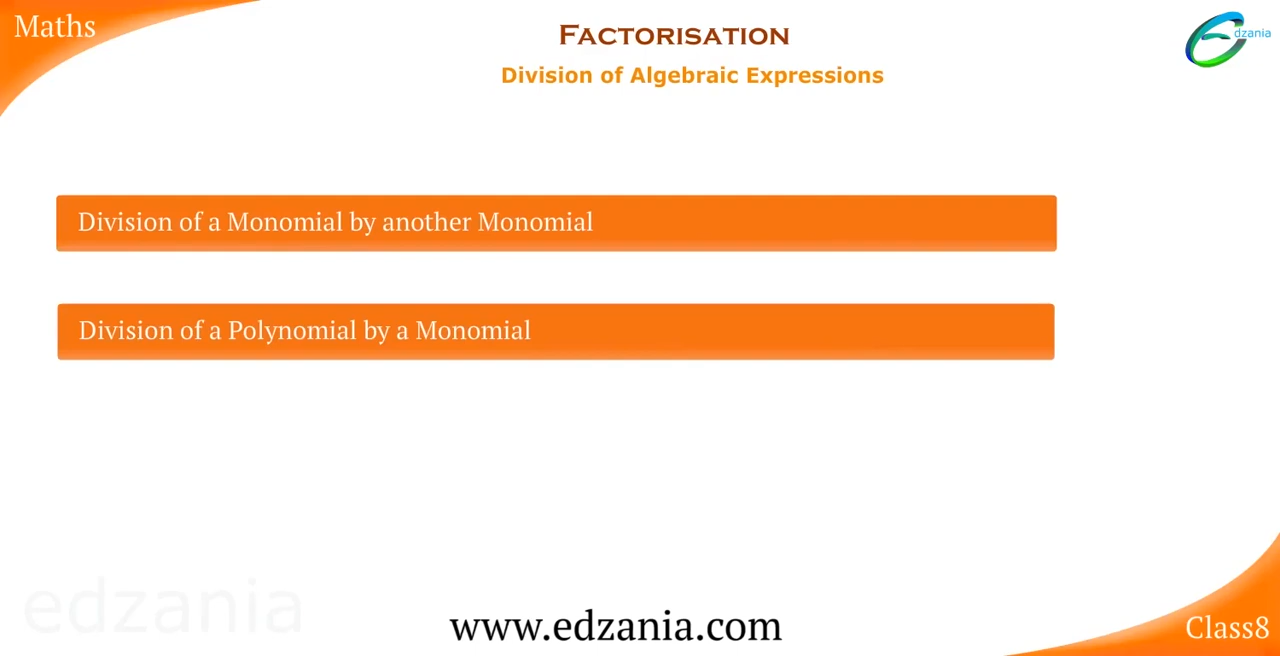 Maths
FACTORISATION
Edzania
Division of Algebraic Expressions
Division of a Monomial by another Monomial
Division of a Polynomial by a Monomial
edzania
www.edzania.com
Class8